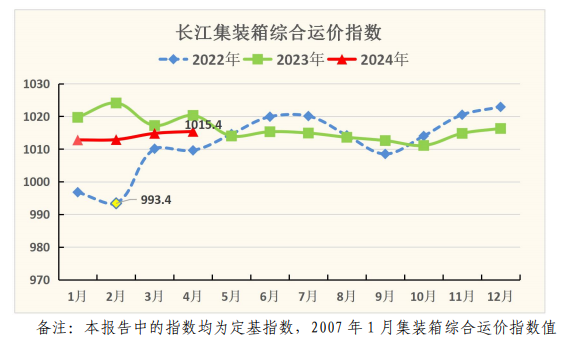 长江集装箱综合运价指数
2022年 2023年 2024年
1030
1020
1010
1000
990
980
970
1015.4
993.4
1月 2月 3月 4月 5月 6月 7月 8月 9月 10月 11月 12月
备注：本报告中的指数均为定基指数，2007 年 1 月集装箱综合运价指数值